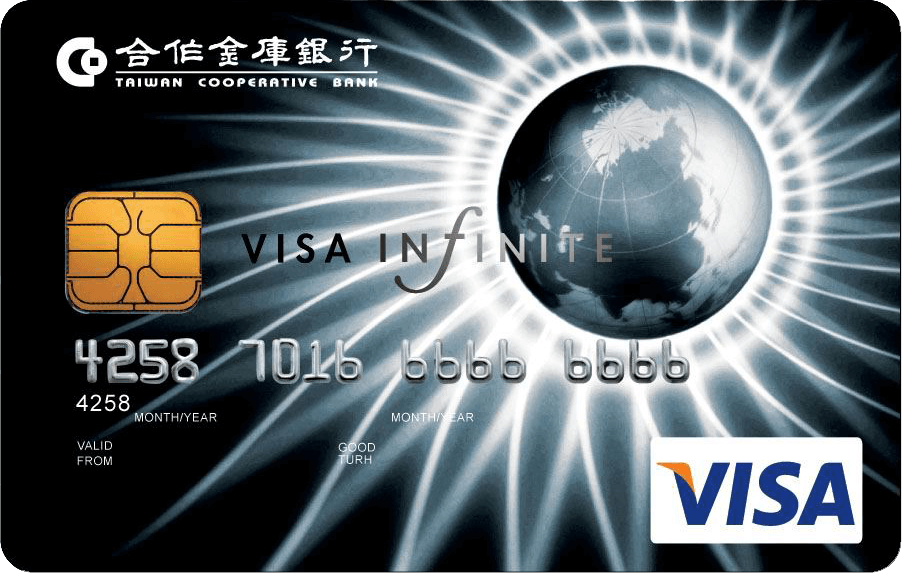 合作金庫銀行
TAIWAN COOPERATIVE BANK
VISA INFINITE
4258 7016 6666 6666
4258
MONTH/YEAR MONTH/YEAR
VALID FROM
GOOD TURH
VISA